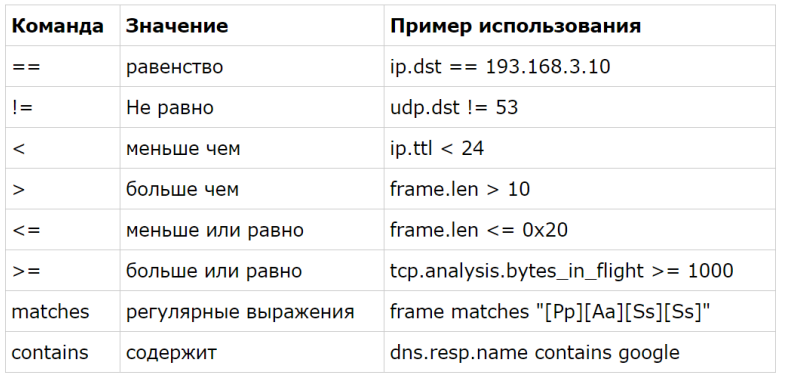 Команда Значение Пример использования
== равенство ip.dst == 193.168.3.10
!= Не равно udp.dst != 53
< меньше чем ip.ttl < 24
> больше чем frame.len > 10
<= меньше или равно frame.len <= 0x20
>= больше или равно tcp.analysis.bytes_in_flight >= 1000
matches регулярные выражения frame matches "[Pp][Aa][Ss][Ss]"
contains содержит dns.resp.name contains google